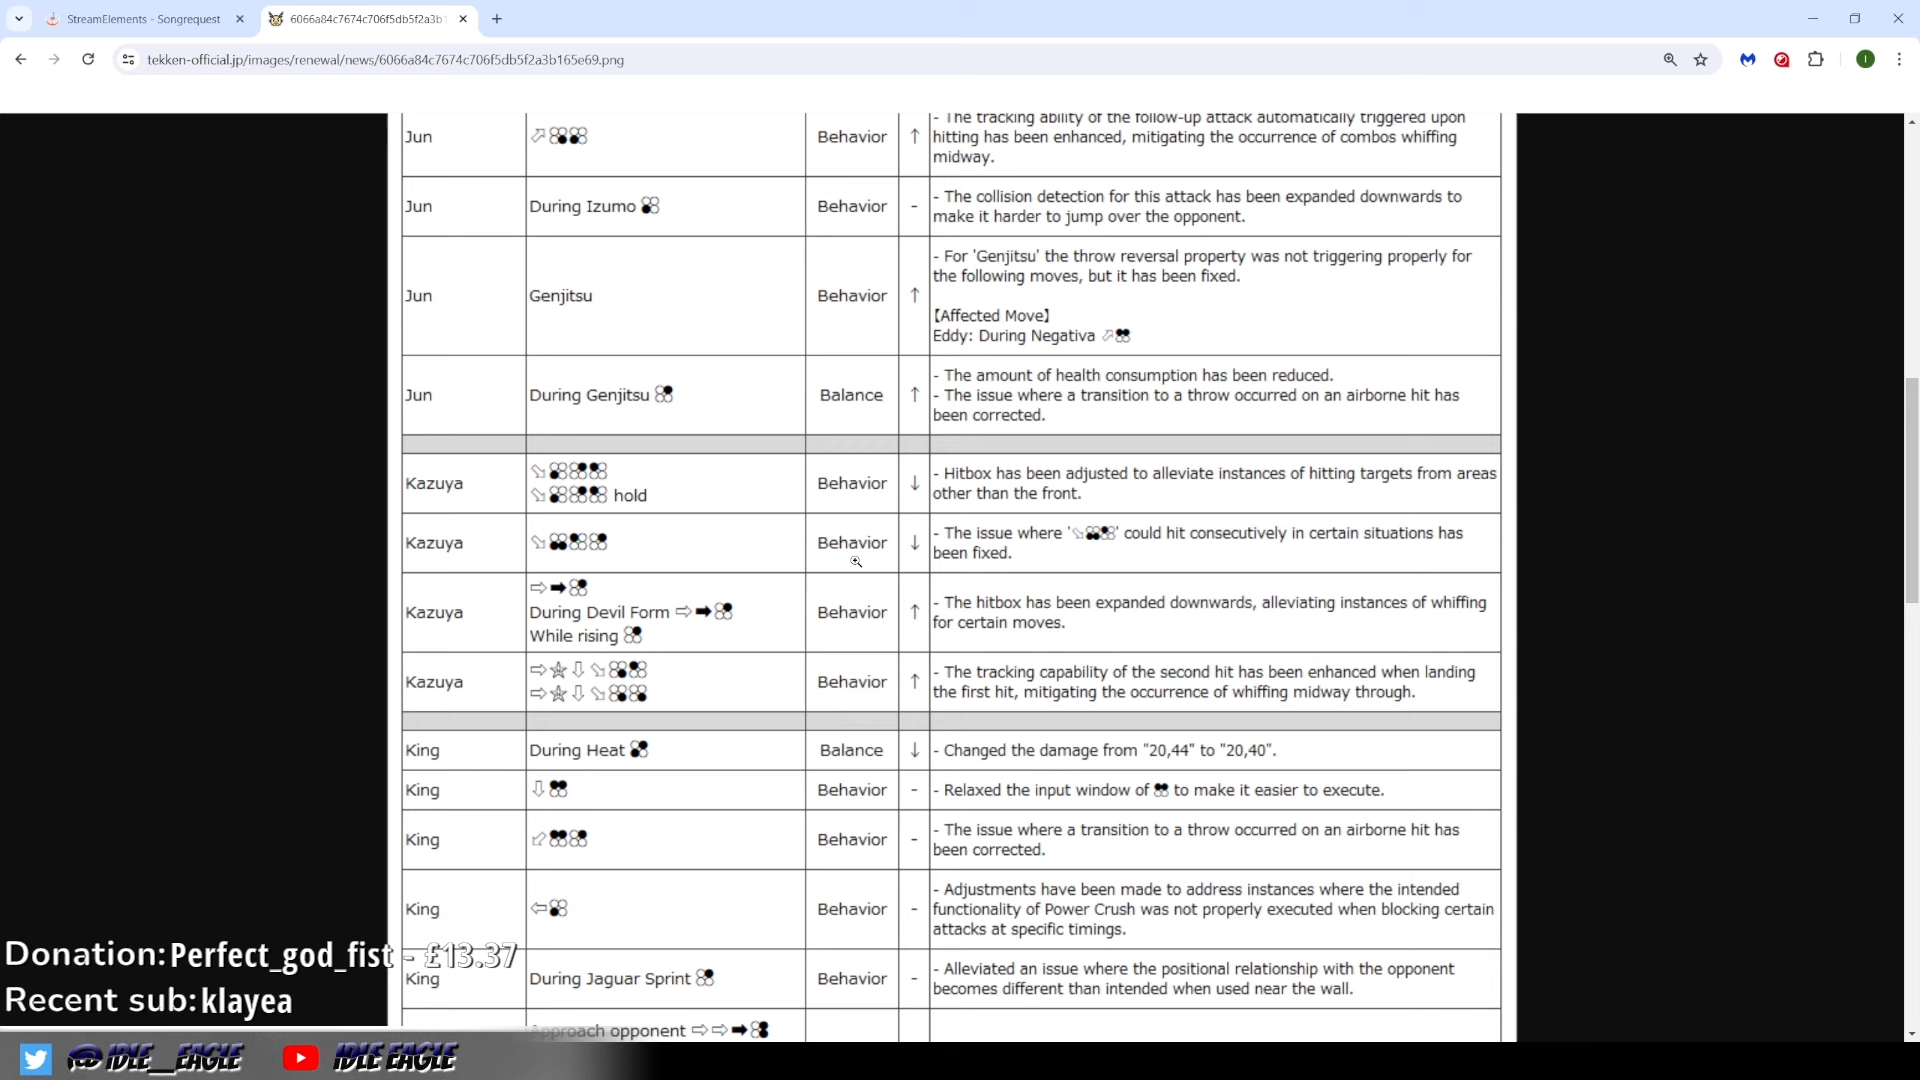 StreamElements - Songrequest
6066a84c7674c706f5db5f2a3b1
tekken-official.jp/images/renewal/news/6066a84c7674c706f5db5f2a3b165e69.png
I
- The tracking ability of the follow-up attack automatically triggered upon
Jun ↗ Behavior ↑ hitting has been enhanced, mitigating the occurrence of combos whiffing
midway.
Jun During Izumo Behavior - - The collision detection for this attack has been expanded downwards to
make it harder to jump over the opponent.
- For 'Genjitsu' the throw reversal property was not triggering properly for
the following moves, but it has been fixed.
Jun Genjitsu Behavior ↑
【Affected Move】
Eddy: During Negativa ↗
- The amount of health consumption has been reduced.
Jun During Genjitsu Balance ↑ - The issue where a transition to a throw occurred on an airborne hit has
been corrected.
Kazuya ↘ Behavior ↓ - Hitbox has been adjusted to alleviate instances of hitting targets from areas
↘ hold other than the front.
Kazuya ↘ Behavior ↓ - The issue where '↘' could hit consecutively in certain situations has
been fixed.
⇨➡
Kazuya During Devil Form ⇨➡ Behavior ↑ - The hitbox has been expanded downwards, alleviating instances of whiffing
While rising for certain moves.
Kazuya ⇨☆⇩↘ Behavior ↑ - The tracking capability of the second hit has been enhanced when landing
⇨☆⇩↘ the first hit, mitigating the occurrence of whiffing midway through.
King During Heat Balance ↓ - Changed the damage from "20,44" to "20,40".
King ⇩ Behavior - - Relaxed the input window of to make it easier to execute.
King ↙ Behavior - - The issue where a transition to a throw occurred on an airborne hit has
been corrected.
- Adjustments have been made to address instances where the intended
King ⇦ Behavior - functionality of Power Crush was not properly executed when blocking certain
attacks at specific timings.
King During Jaguar Sprint Behavior - - Alleviated an issue where the positional relationship with the opponent
becomes different than intended when used near the wall.
Approach opponent ⇨⇨➡
Donation: Perfect_god_fist - £13.37
Recent sub: klayea
IDLE__EAGLE IDLE EAGLE